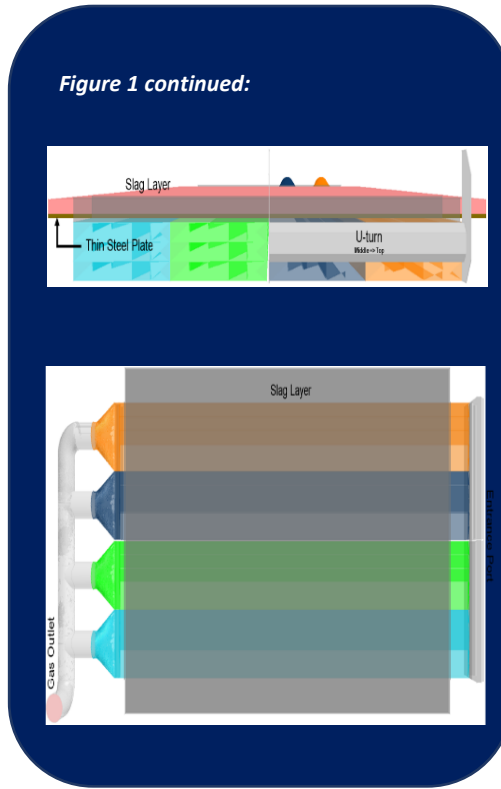 Figure 1 continued:
Slag Layer
Thin Steel Plate
U-turn
Middle -> Top
Slag Layer
Gas Outlet